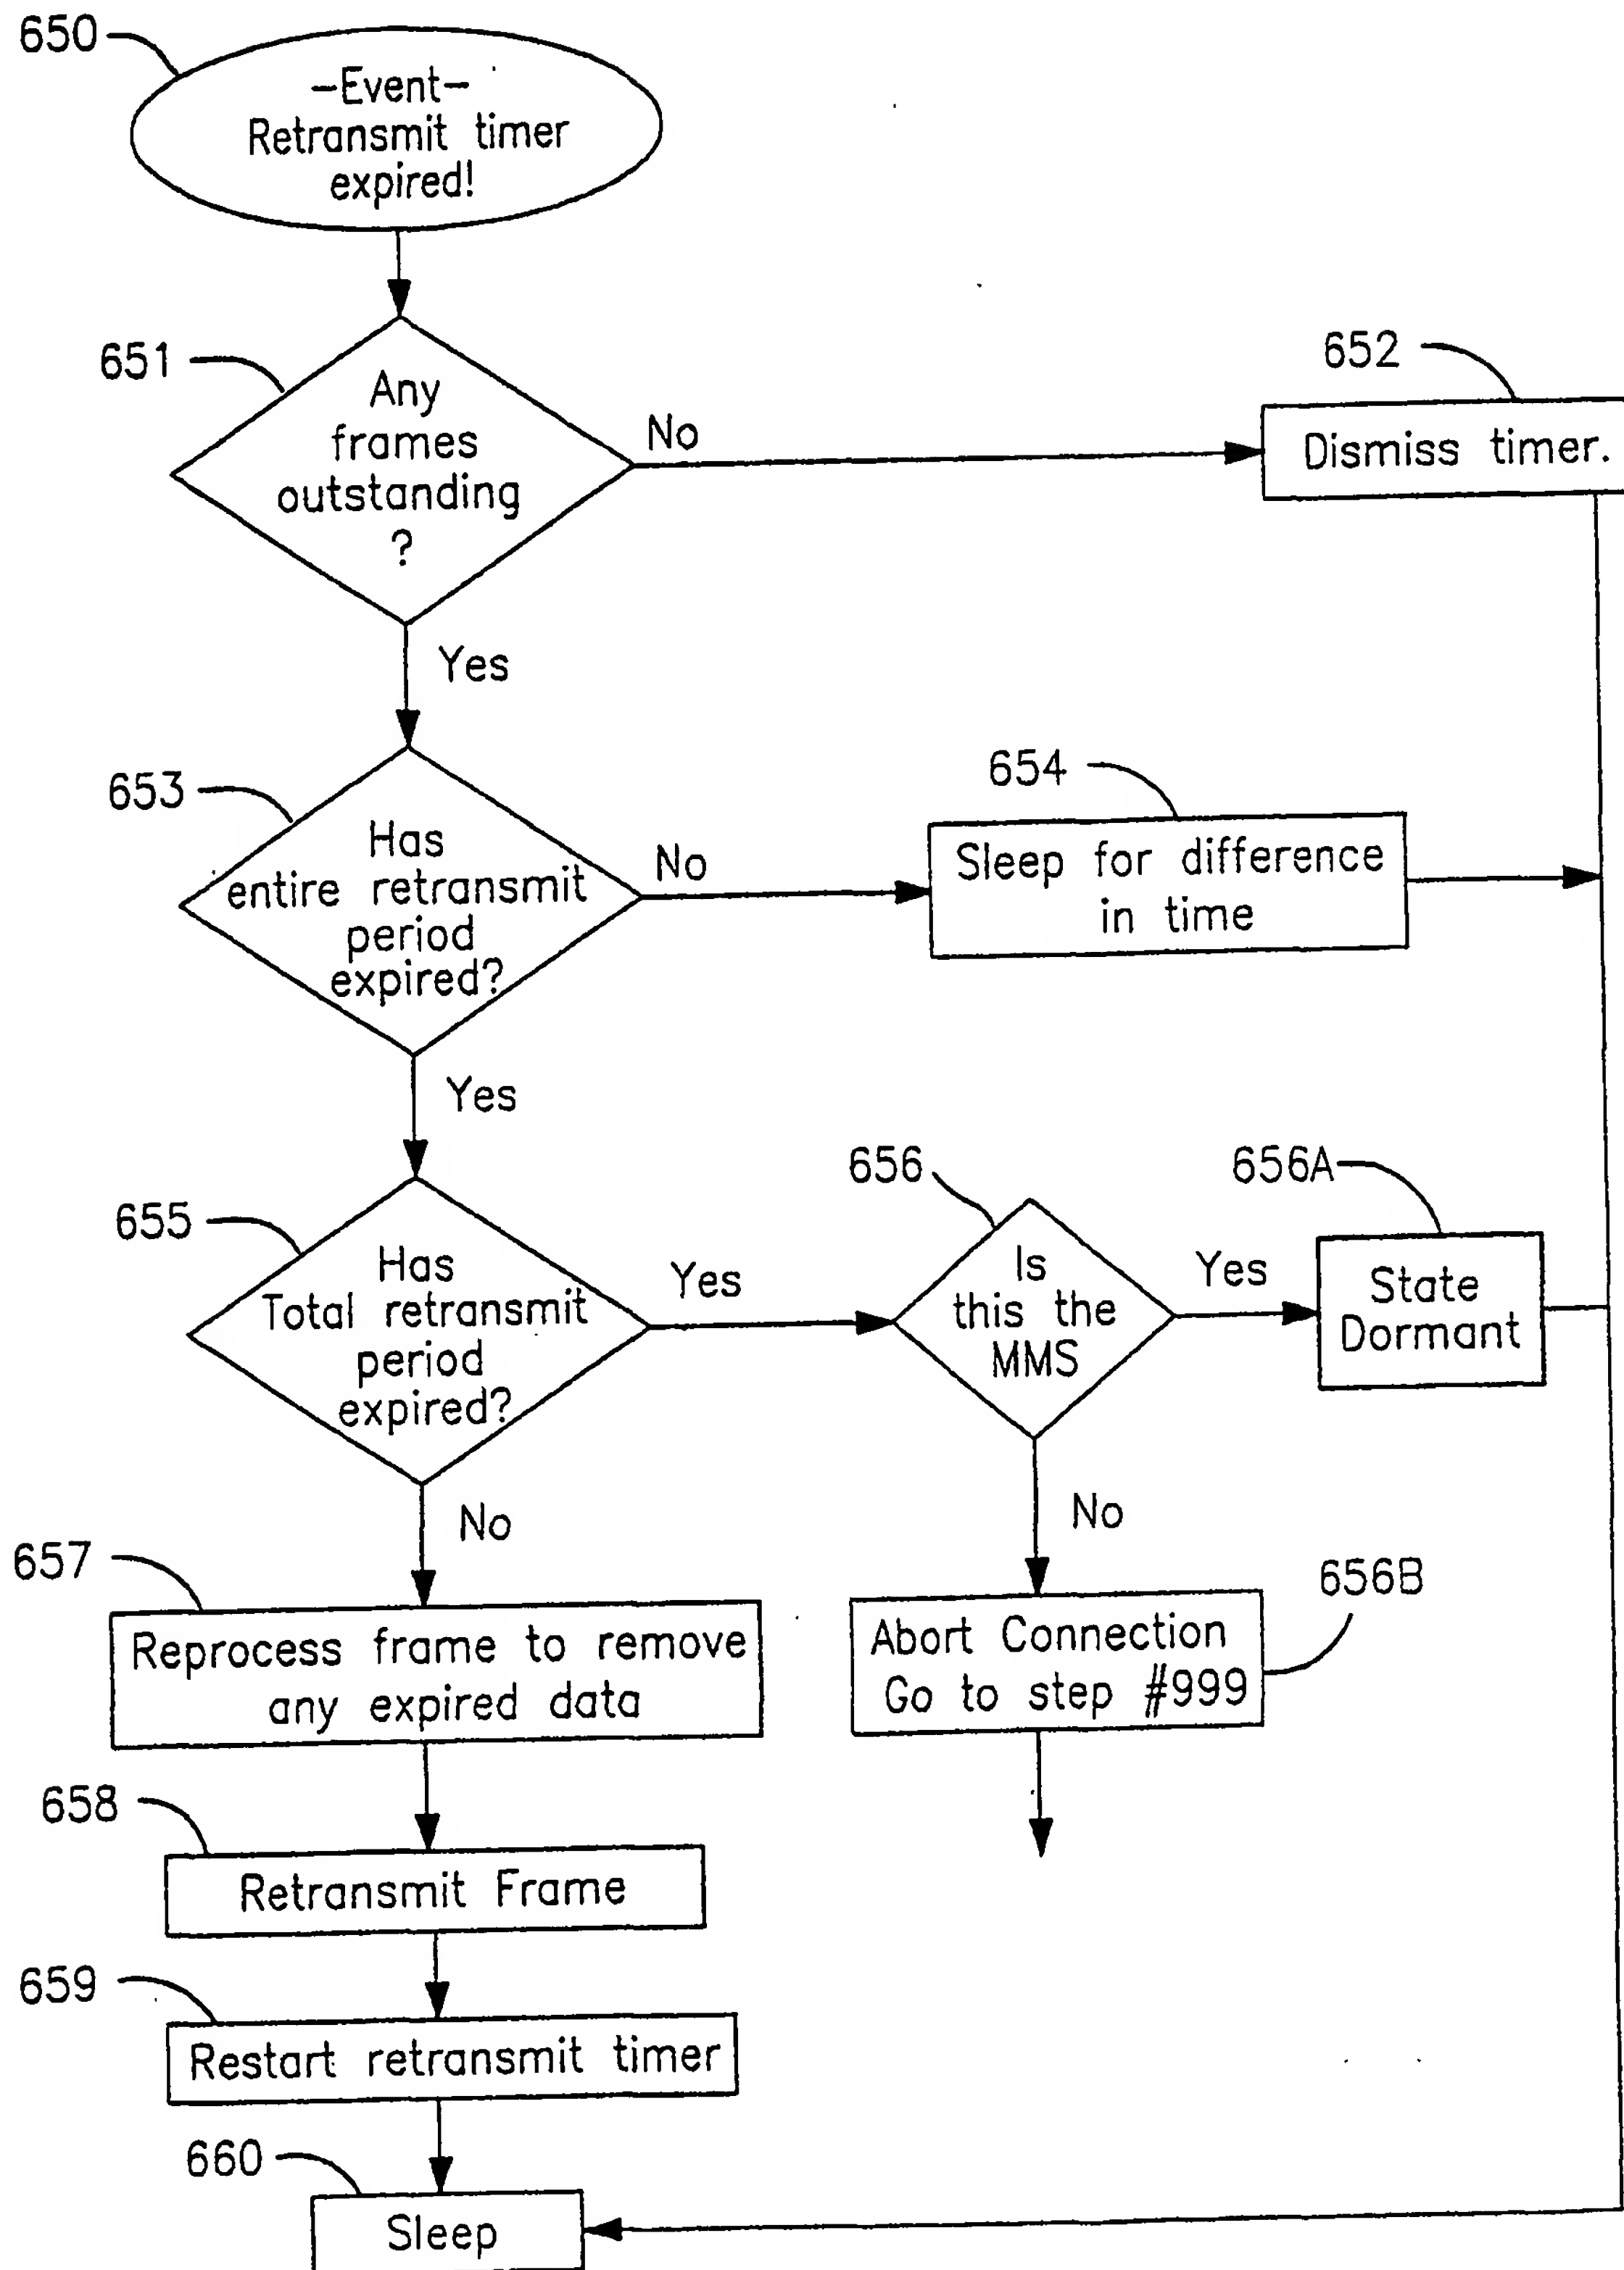 650
-Event-
Retransmit timer
expired!
651
Any
frames
outstanding
?
No
652
Dismiss timer.
Yes
653
Has
entire retransmit
period
expired?
No
654
Sleep for difference
in time
Yes
655
Has
Total retransmit
period
expired?
Yes
656
Is
this the
MMS
Yes
656A
State
Dormant
No
No
656B
Abort Connection
Go to step #999
657
Reprocess frame to remove
any expired data
658
Retransmit Frame
659
Restart retransmit timer
660
Sleep